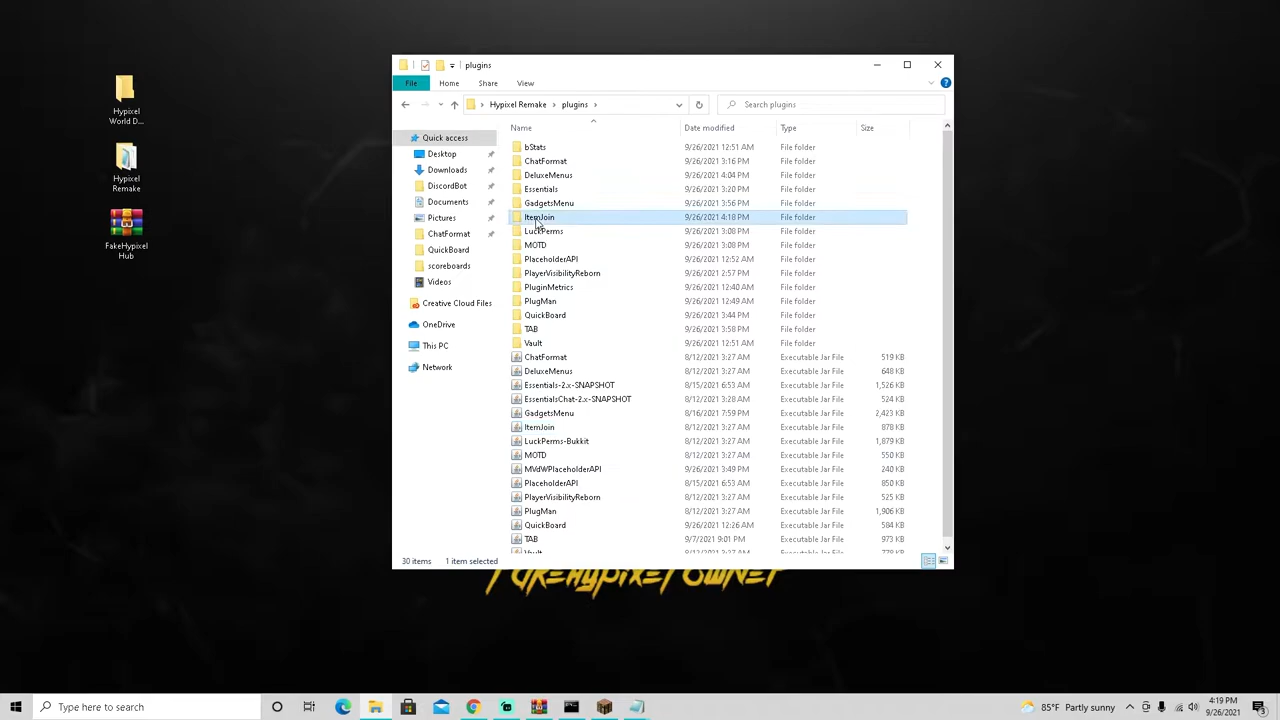 plugins
File Home Share View
Hypixel Remake plugins
Search plugins
Name Date modified Type Size
Quick access
Desktop
Downloads
DiscordBot
Documents
Pictures
ChatFormat
QuickBoard
scoreboards
Videos
Creative Cloud Files
OneDrive
This PC
Network
bStats 9/26/2021 12:51 AM File folder
ChatFormat 9/26/2021 3:16 PM File folder
DeluxeMenus 9/26/2021 4:04 PM File folder
Essentials 9/26/2021 3:20 PM File folder
GadgetsMenu 9/26/2021 3:56 PM File folder
ItemJoin 9/26/2021 4:18 PM File folder
LuckPerms 9/26/2021 3:08 PM File folder
MOTD 9/26/2021 3:08 PM File folder
PlaceholderAPI 9/26/2021 12:52 AM File folder
PlayerVisibilityReborn 9/26/2021 2:57 PM File folder
PluginMetrics 9/26/2021 12:40 AM File folder
PlugMan 9/26/2021 12:49 AM File folder
QuickBoard 9/26/2021 3:44 PM File folder
TAB 9/26/2021 3:58 PM File folder
Vault 9/26/2021 12:51 AM File folder
ChatFormat 8/12/2021 3:27 AM Executable Jar File 519 KB
DeluxeMenus 8/12/2021 3:27 AM Executable Jar File 648 KB
Essentials-2.x-SNAPSHOT 8/15/2021 6:53 AM Executable Jar File 1,526 KB
EssentialsChat-2.x-SNAPSHOT 8/12/2021 3:28 AM Executable Jar File 524 KB
GadgetsMenu 8/16/2021 7:59 PM Executable Jar File 2,423 KB
ItemJoin 8/12/2021 3:27 AM Executable Jar File 878 KB
LuckPerms-Bukkit 8/12/2021 3:27 AM Executable Jar File 1,879 KB
MOTD 8/12/2021 3:27 AM Executable Jar File 550 KB
MVdWPlaceholderAPI 9/26/2021 3:49 PM Executable Jar File 240 KB
PlaceholderAPI 8/15/2021 6:53 AM Executable Jar File 850 KB
PlayerVisibilityReborn 8/12/2021 3:27 AM Executable Jar File 525 KB
PlugMan 8/12/2021 3:27 AM Executable Jar File 1,906 KB
QuickBoard 9/26/2021 12:26 AM Executable Jar File 584 KB
TAB 9/7/2021 9:01 PM Executable Jar File 973 KB
Vault 8/12/2021 3:27 AM Executable Jar File 778 KB
30 items 1 item selected
Hypixel
World D...
Hypixel
Remake
FakeHypixel
Hub
FakeHypixel Owner
Type here to search
85°F Partly sunny
4:19 PM
9/26/2021
3